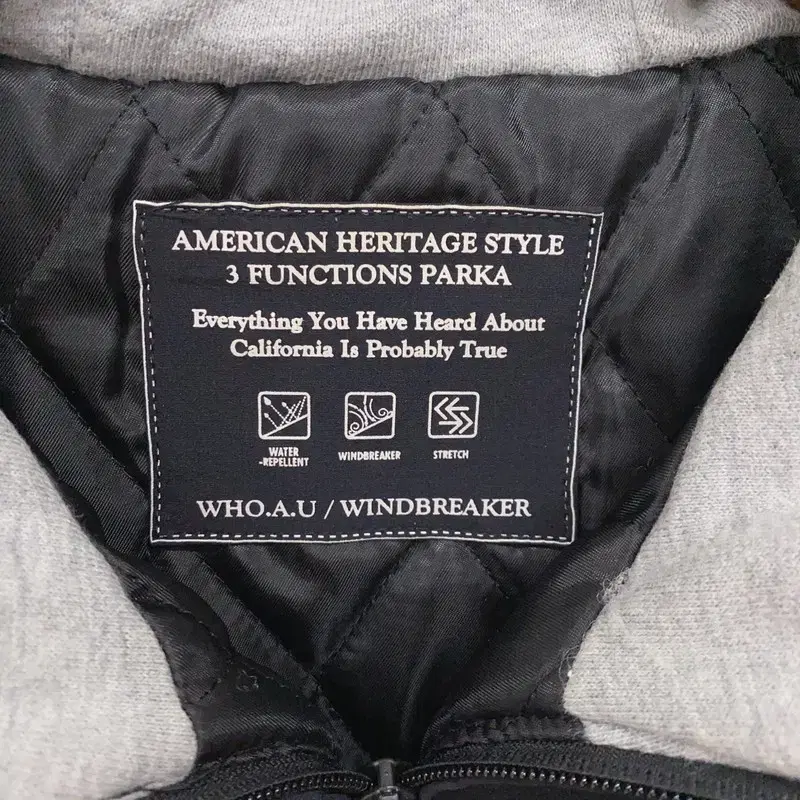 AMERICAN HERITAGE STYLE
3 FUNCTIONS PARKA
Everything You Have Heard About
California Is Probably True
WATER
-REPELLENT
WINDBREAKER
STRETCH
WHO.A.U / WINDBREAKER